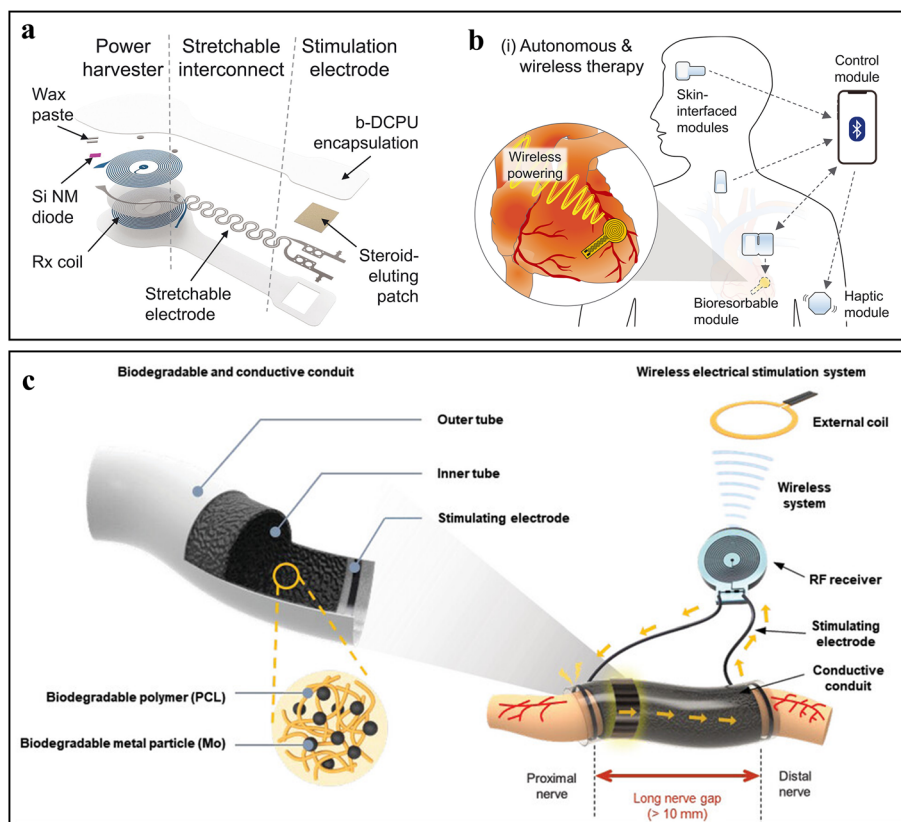 a
Power
harvester
Stretchable
interconnect
Stimulation
electrode
Wax
paste
b-DCPU
encapsulation
Si NM
diode
Rx coil
Stretchable
electrode
Steroid-
eluting
patch
b
(i) Autonomous &
wireless therapy
Control
module
Skin-
interfaced
modules
Wireless
powering
Bioresorbable
module
Haptic
module
c
Biodegradable and conductive conduit
Outer tube
Inner tube
Stimulating electrode
Biodegradable polymer (PCL)
Biodegradable metal particle (Mo)
Wireless electrical stimulation system
External coil
Wireless
system
RF receiver
Stimulating
electrode
Conductive
conduit
Proximal
nerve
Long nerve gap
(> 10 mm)
Distal
nerve